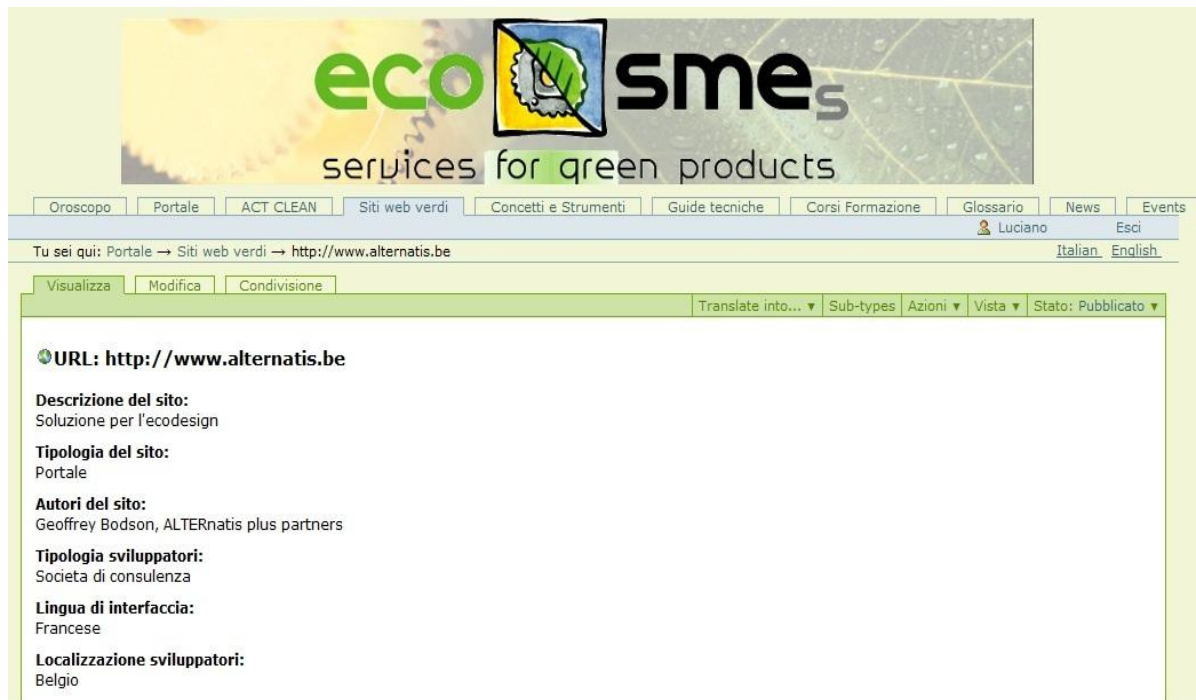 eco smes
services for green products
Oroscopo Portale ACT CLEAN Siti web verdi Concetti e Strumenti Guide tecniche Corsi Formazione Glossario News Events
Luciano Esci
Tu sei qui: Portale → Siti web verdi → http://www.alternatis.be Italian English
Visualizza Modifica Condivisione
Translate into... ▼ Sub-types Azioni ▼ Vista ▼ Stato: Pubblicato ▼
URL: http://www.alternatis.be
Descrizione del sito:
Soluzione per l'ecodesign
Tipologia del sito:
Portale
Autori del sito:
Geoffrey Bodson, ALTERnatis plus partners
Tipologia sviluppatori:
Societa di consulenza
Lingua di interfaccia:
Francese
Localizzazione sviluppatori:
Belgio